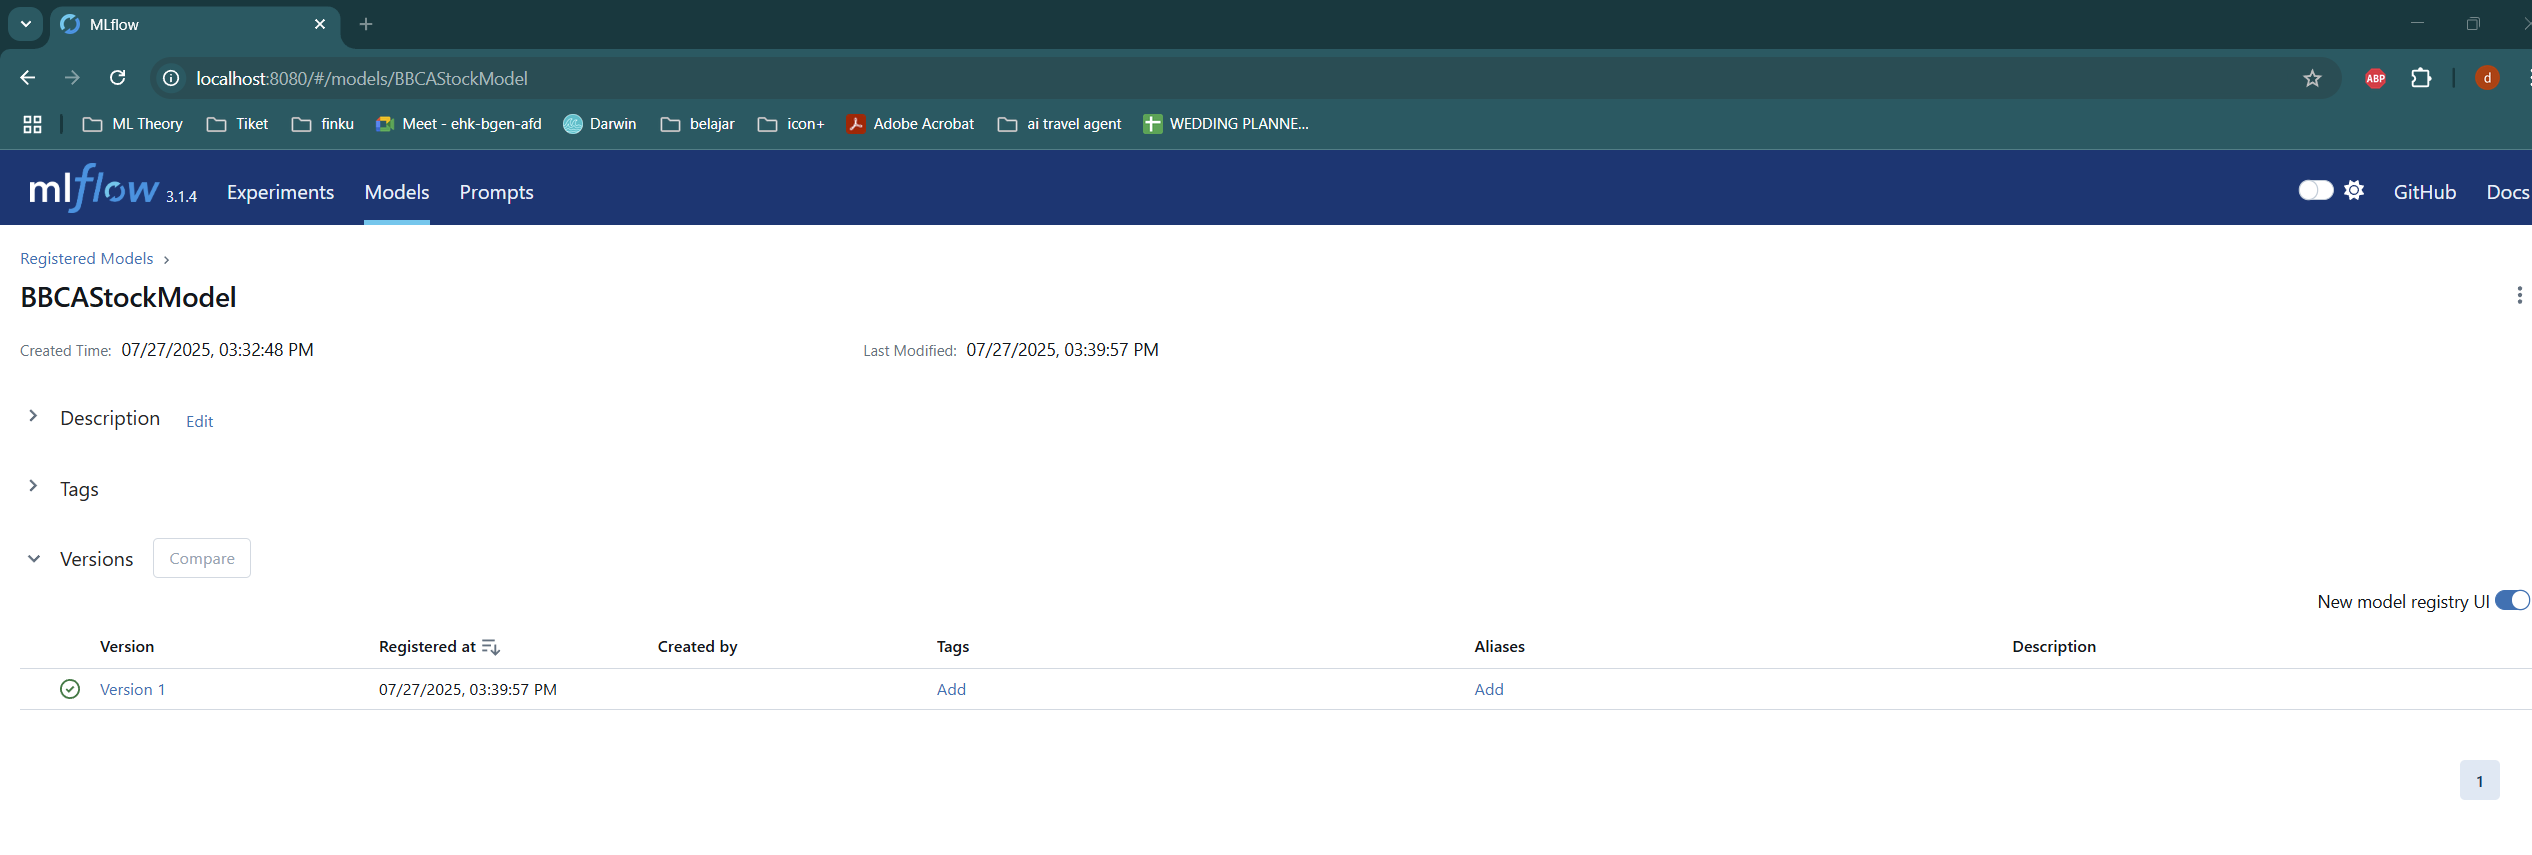 MLflow
localhost:8080/#/models/BBCAStockModel
ABP
d
ML Theory Tiket finku Meet - ehk-bgen-afd Darwin belajar icon+ Adobe Acrobat ai travel agent WEDDING PLANNE...
mlflow 3.1.4 Experiments Models Prompts GitHub Docs
Registered Models
BBCAStockModel
Created Time: 07/27/2025, 03:32:48 PM Last Modified: 07/27/2025, 03:39:57 PM
Description Edit
Tags
Versions Compare
New model registry UI
Version Registered at Created by Tags Aliases Description
Version 1 07/27/2025, 03:39:57 PM Add Add
1